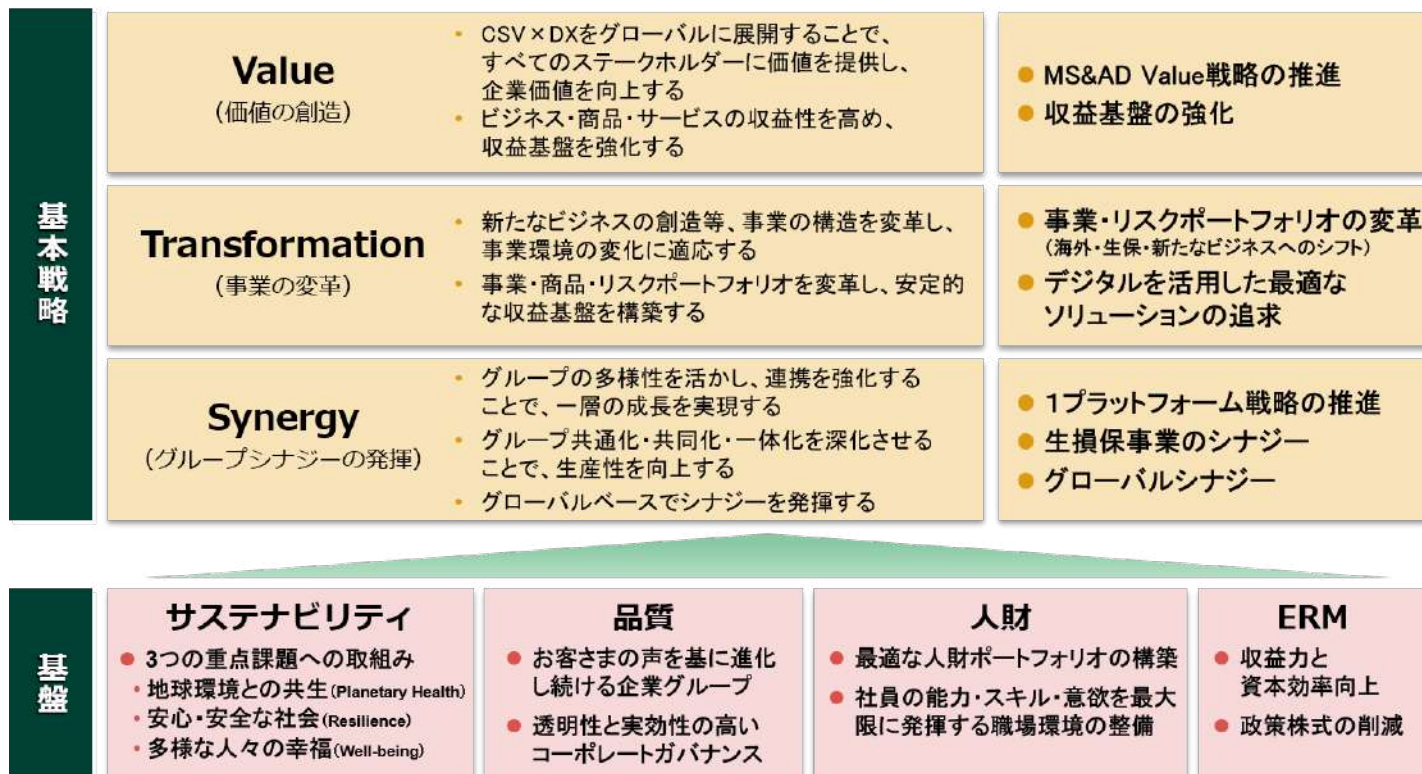 基本戦略
Value
(価値の創造)
・ CSV×DXをグローバルに展開することで、
すべてのステークホルダーに価値を提供し、
企業価値を向上する
・ ビジネス・商品・サービスの収益性を高め、
収益基盤を強化する
● MS&AD Value戦略の推進
● 収益基盤の強化
Transformation
(事業の変革)
・ 新たなビジネスの創造等、事業の構造を変革し、
事業環境の変化に適応する
・ 事業・商品・リスクポートフォリオを変革し、安定的
な収益基盤を構築する
● 事業・リスクポートフォリオの変革
(海外・生保・新たなビジネスへのシフト)
● デジタルを活用した最適な
ソリューションの追求
Synergy
(グループシナジーの発揮)
・ グループの多様性を活かし、連携を強化する
ことで、一層の成長を実現する
・ グループ共通化・共同化・一体化を深化させる
ことで、生産性を向上する
・ グローバルベースでシナジーを発揮する
● 1プラットフォーム戦略の推進
● 生損保事業のシナジー
● グローバルシナジー
基盤
サステナビリティ
● 3つの重点課題への取組み
・地球環境との共生(Planetary Health)
・安心・安全な社会(Resilience)
・多様な人々の幸福(Well-being)
品質
● お客さまの声を基に進化
し続ける企業グループ
● 透明性と実効性の高い
コーポレートガバナンス
人財
● 最適な人財ポートフォリオの構築
● 社員の能力・スキル・意欲を最大
限に発揮する職場環境の整備
ERM
● 収益力と
資本効率向上
● 政策株式の削減